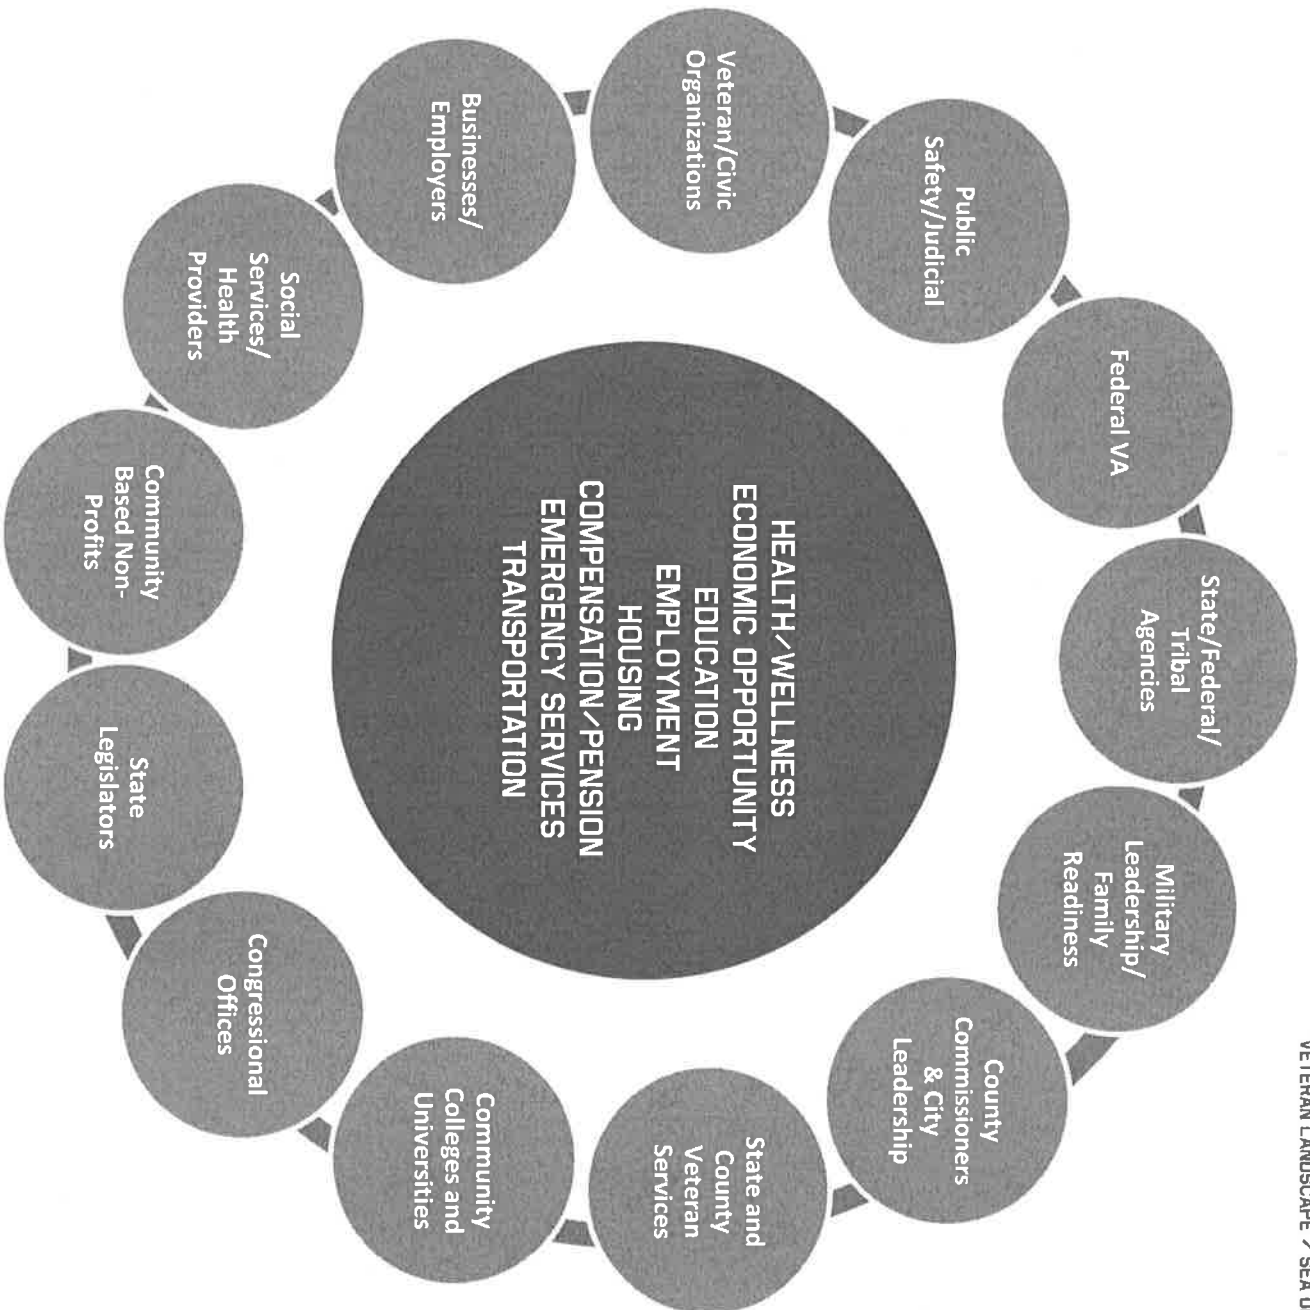 VETERAN LANDSCAPE / SEA
HEALTH/WELLNESS
ECONOMIC OPPORTUNITY
EDUCATION
EMPLOYMENT
HOUSING
COMPENSATION/PENSION
EMERGENCY SERVICES
TRANSPORTATION
State/Federal/
Tribal
Agencies
Military
Leadership/
Family
Readiness
County
Commissioners
& City
Leadership
State and
County
Veteran
Services
Community
Colleges and
Universities
Congressional
Offices
State
Legislators
Community
Based Non-
Profits
Social
Services/
Health
Providers
Businesses/
Employers
Veteran/Civic
Organizations
Public
Safety/Judicial
Federal VA